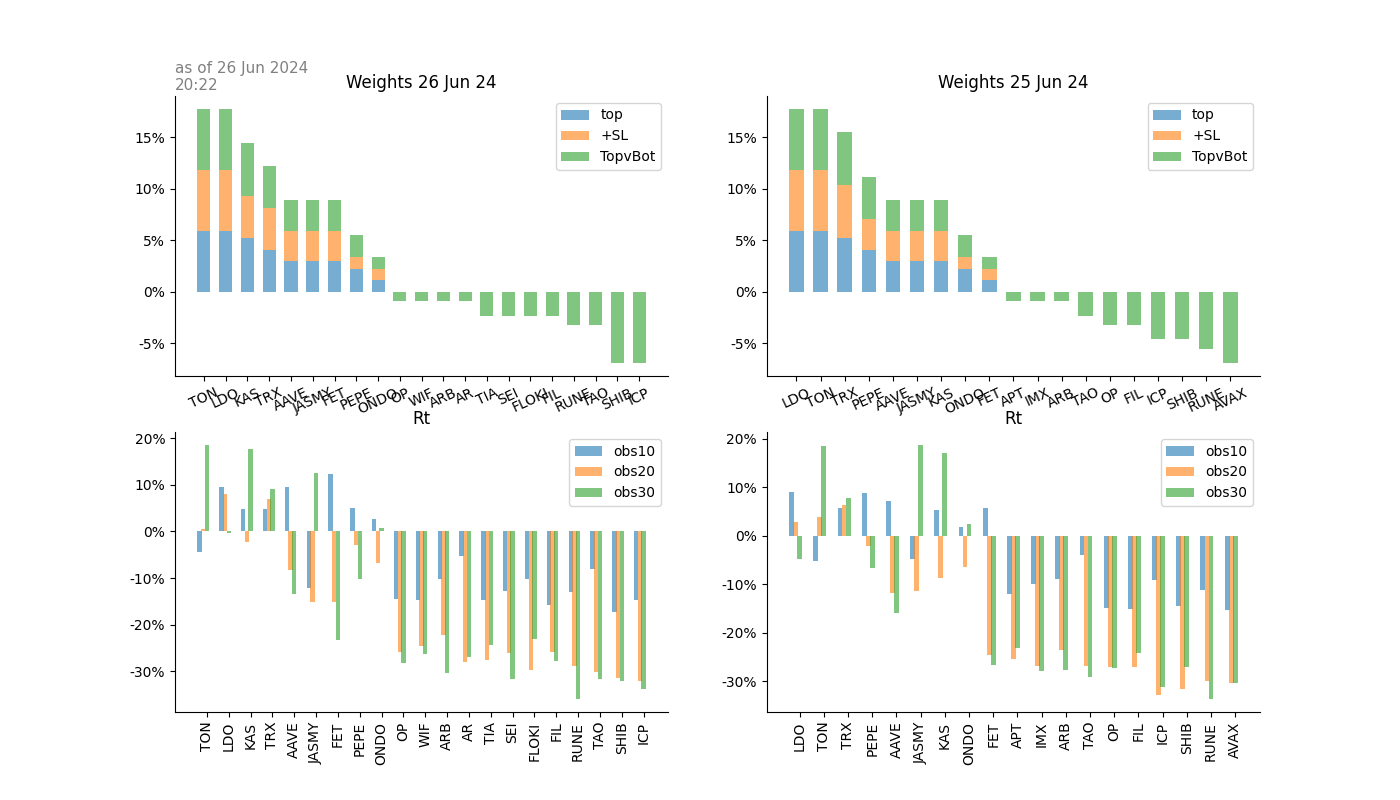 as of 26 Jun 2024
20:22
Weights 26 Jun 24
top
+SL
TopvBot
15%
10%
5%
0%
-5%
TON LDO KAS TRX AAVE JASMY FET PEPE ONDO OP WIF ARB AR TIA SEI FLOKI FIL RUNE TAO SHIB ICP
Weights 25 Jun 24
top
+SL
TopvBot
15%
10%
5%
0%
-5%
LDO TON TRX PEPE AAVE JASMY KAS ONDO FET APT IMX ARB TAO OP FIL ICP SHIB RUNE AVAX
Rt
obs10
obs20
obs30
20%
10%
0%
-10%
-20%
-30%
TON LDO KAS TRX AAVE JASMY FET PEPE ONDO OP WIF ARB AR TIA SEI FLOKI FIL RUNE TAO SHIB ICP
Rt
obs10
obs20
obs30
20%
10%
0%
-10%
-20%
-30%
LDO TON TRX PEPE AAVE JASMY KAS ONDO FET APT IMX ARB TAO OP FIL ICP SHIB RUNE AVAX